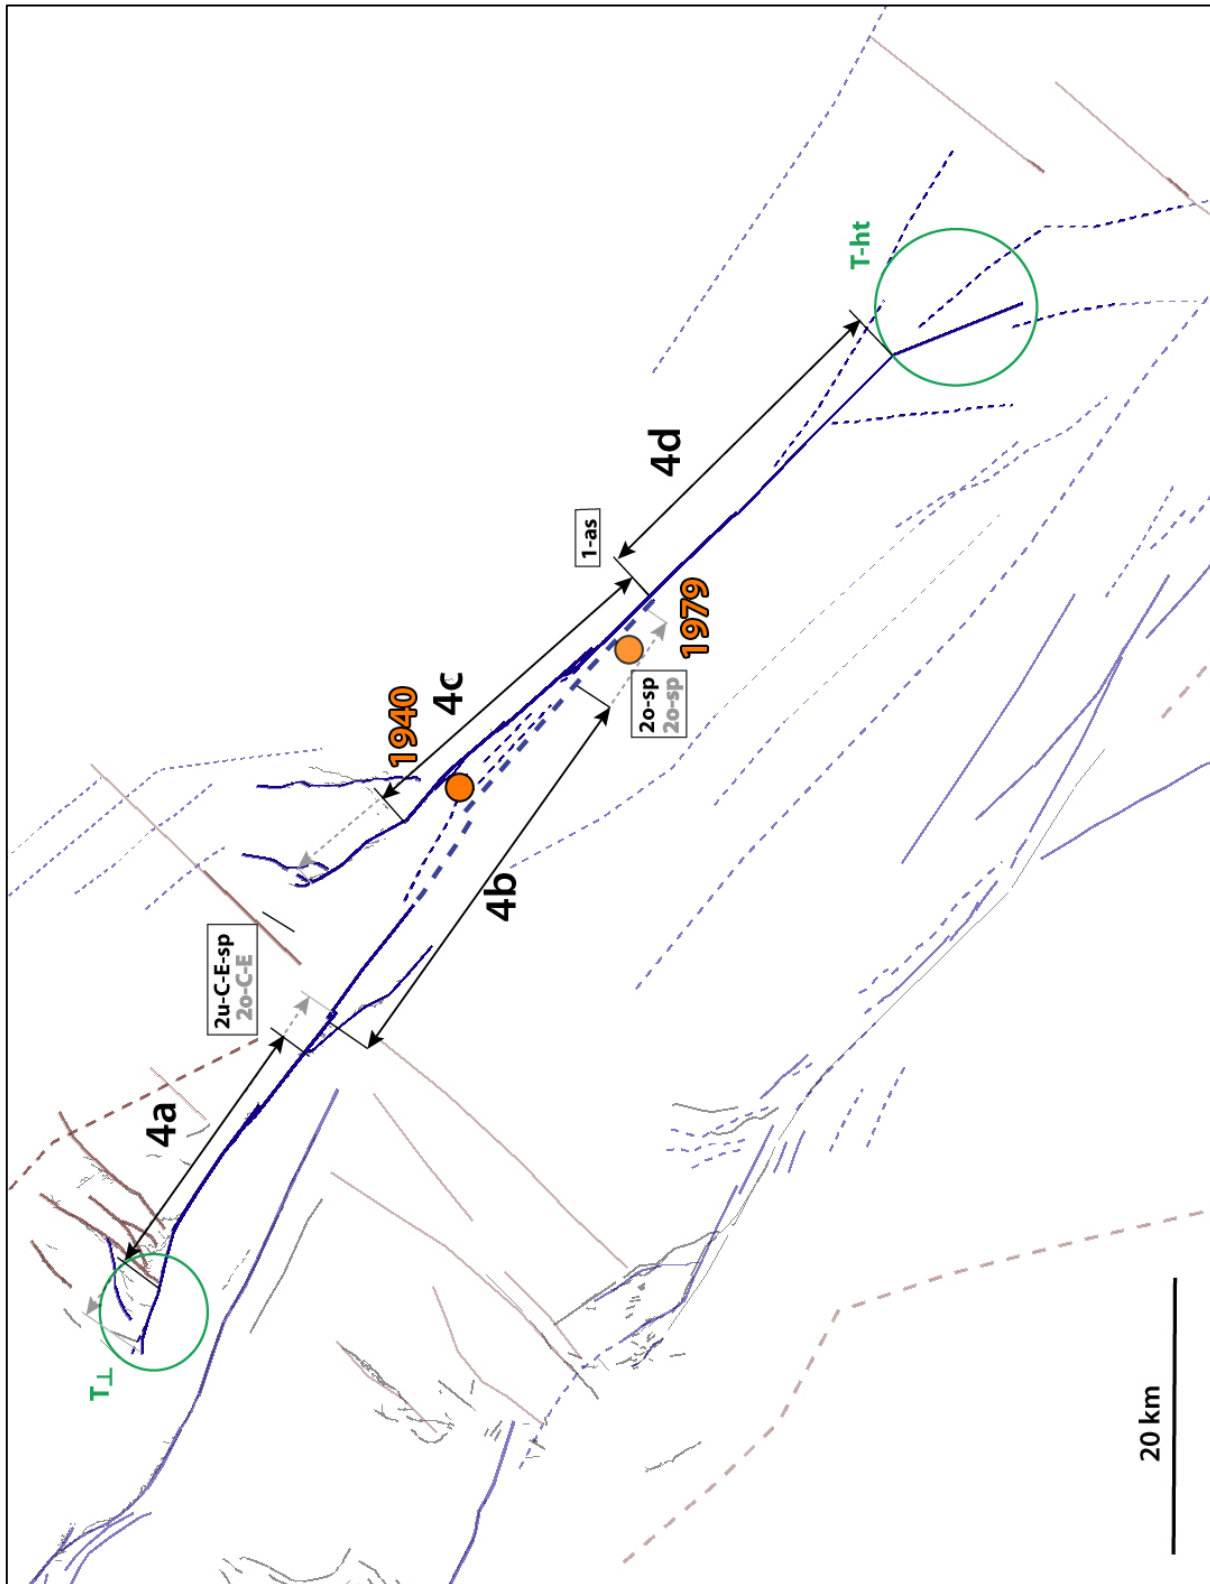 T⊥
4a
2u-C-E-sp
2o-C-E
4b
1940
4c
2o-sp
2o-sp
1979
1-as
4d
T-ht
20 km